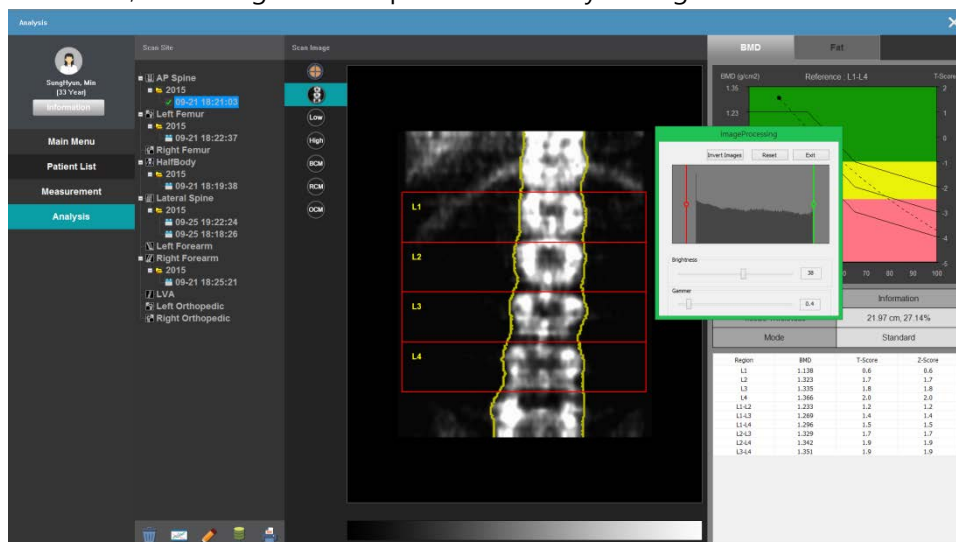 Analysis
SungHyun, Min
(33 Year)
Information
Main Menu
Patient List
Measurement
Analysis
Scan Site
AP Spine
2015
09-21 18:21:03
Left Femur
2015
09-21 18:22:37
Right Femur
HalfBody
2015
09-21 18:19:38
Lateral Spine
2015
09-25 19:22:24
09-25 18:18:26
Left Forearm
Right Forearm
2015
09-21 18:25:21
LVA
Left Orthopedic
Right Orthopedic
Scan Image
Low
High
BCM
RCM
OCM
L1
L2
L3
L4
BMD Fat
BMD (g/cm2) Reference : L1-L4 T-Score
1.35 2
1.23
0
-1
-2
-3
-4
-5
70 80 90 100
ImageProcessing
Invert Images Reset Exit
Brightness
38
Gammer
0.4
Information
21.97 cm, 27.14%
Mode Standard
Region BMD T-Score Z-Score
L1 1.138 0.6 0.6
L2 1.323 1.7 1.7
L3 1.335 1.8 1.8
L4 1.366 2.0 2.0
L1-L2 1.233 1.2 1.2
L1-L3 1.269 1.4 1.4
L1-L4 1.296 1.5 1.5
L2-L3 1.329 1.7 1.7
L2-L4 1.342 1.9 1.9
L3-L4 1.351 1.9 1.9